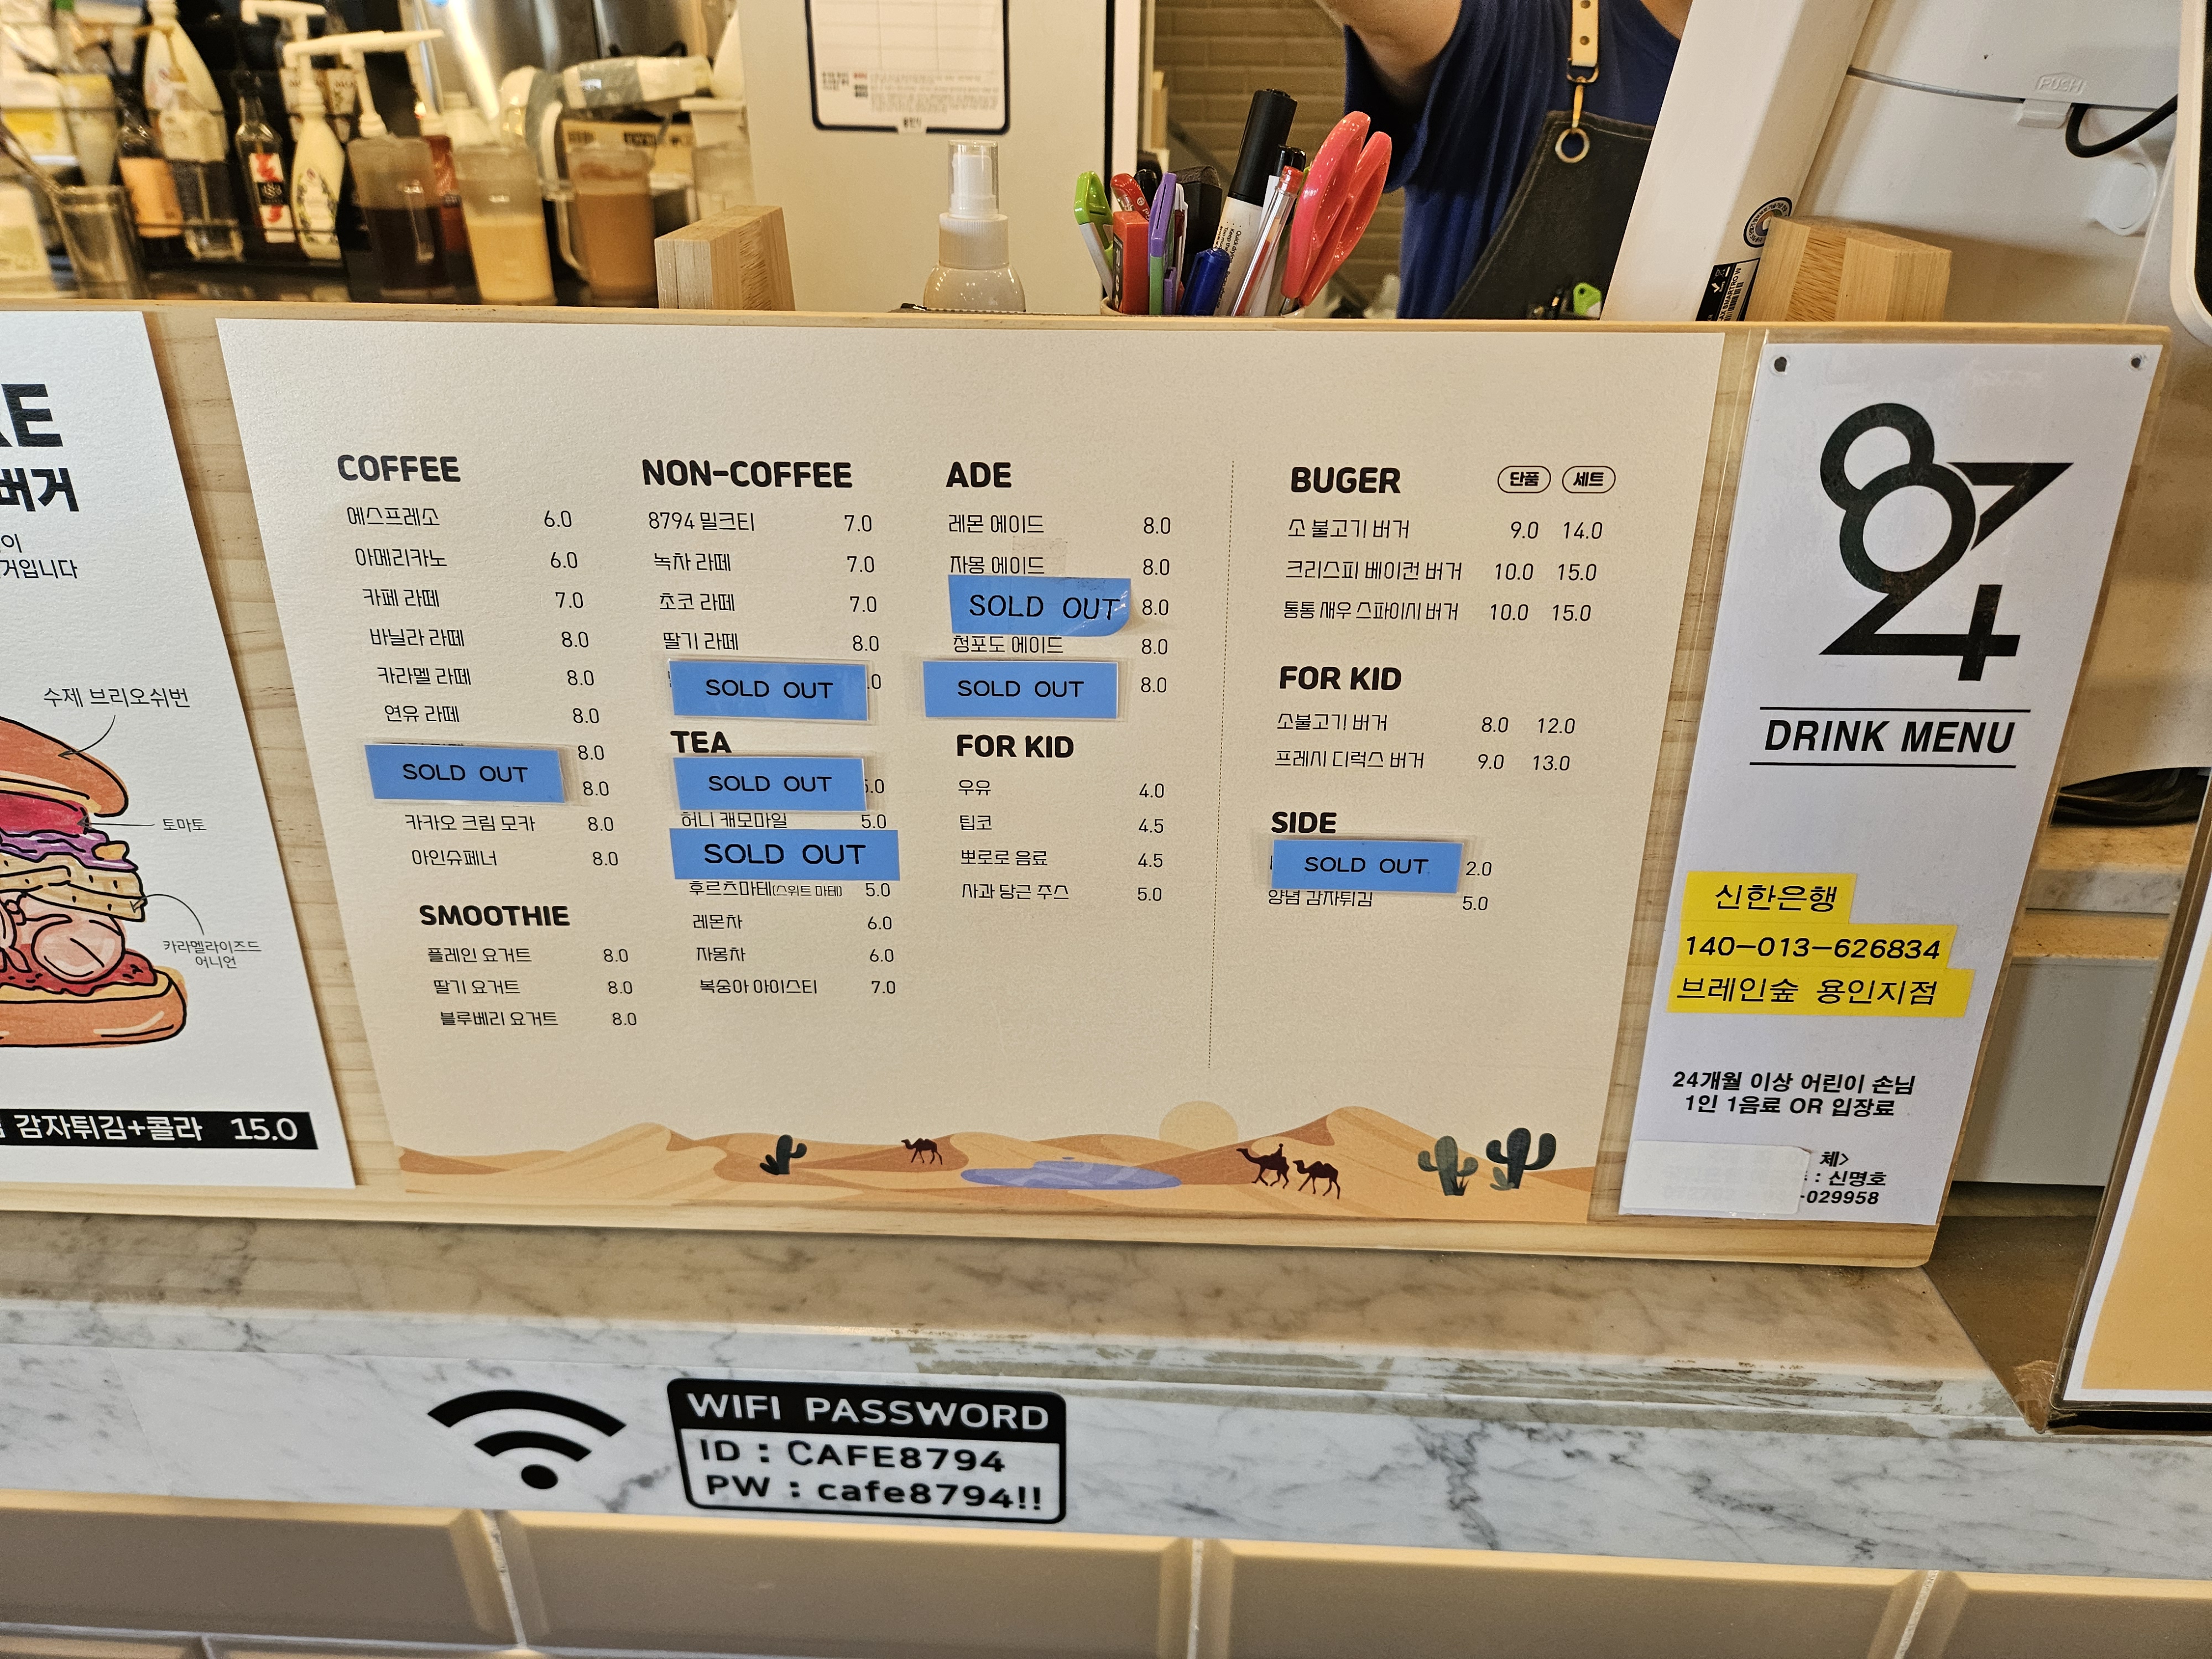 PUSH
RE
버거
이
거입니다
수제 브리오쉬번
토마토
카라멜라이즈드
어니언
감자튀김+콜라 15.0
COFFEE
에스프레소 6.0
아메리카노 6.0
카페 라떼 7.0
바닐라 라떼 8.0
카라멜 라떼 8.0
연유 라떼 8.0
8.0
SOLD OUT
8.0
카카오 크림 모카 8.0
아인슈페너 8.0
SMOOTHIE
플레인 요거트 8.0
딸기 요거트 8.0
블루베리 요거트 8.0
NON-COFFEE
8794 밀크티 7.0
녹차 라떼 7.0
초코 라떼 7.0
딸기 라떼 8.0
SOLD OUT .0
TEA
SOLD OUT 5.0
허니 캐모마일 5.0
SOLD OUT
후르츠마테(스위트 마테) 5.0
레몬차 6.0
자몽차 6.0
복숭아 아이스티 7.0
ADE
레몬 에이드 8.0
자몽 에이드 8.0
SOLD OUT 8.0
청포도 에이드 8.0
SOLD OUT 8.0
FOR KID
우유 4.0
팁코 4.5
뽀로로 음료 4.5
사과 당근 주스 5.0
BUGER 단품 세트
소 불고기 버거 9.0 14.0
크리스피 베이컨 버거 10.0 15.0
통통 새우 스파이시 버거 10.0 15.0
FOR KID
소불고기 버거 8.0 12.0
프레시 디럭스 버거 9.0 13.0
SIDE
SOLD OUT 2.0
양념 감자튀김 5.0
8794
DRINK MENU
신한은행
140-013-626834
브레인숲 용인지점
24개월 이상 어린이 손님
1인 1음료 OR 입장료
체>
: 신명호
-029958
WIFI PASSWORD
ID : CAFE8794
PW : cafe8794!!